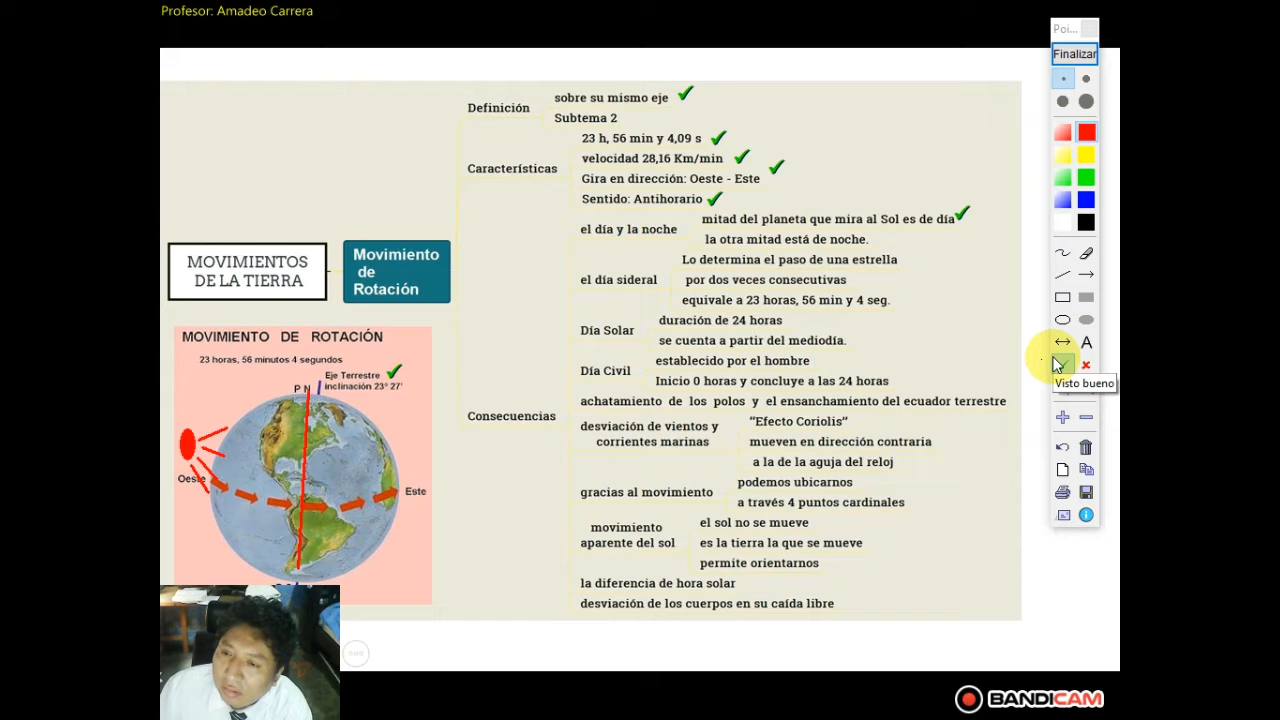 Profesor: Amadeo Carrera
Poi...
Finalizar
Definición
sobre su mismo eje
Subtema 2
Características
23 h, 56 min y 4,09 s
velocidad 28,16 Km/min
Gira en dirección: Oeste - Este
Sentido: Antihorario
MOVIMIENTOS
DE LA TIERRA
Movimiento
de
Rotación
Consecuencias
el día y la noche
mitad del planeta que mira al Sol es de día
la otra mitad está de noche.
el día sideral
Lo determina el paso de una estrella
por dos veces consecutivas
equivale a 23 horas, 56 min y 4 seg.
Día Solar
duración de 24 horas
se cuenta a partir del mediodía.
Día Civil
establecido por el hombre
Inicio 0 horas y concluye a las 24 horas
achatamiento de los polos y el ensanchamiento del ecuador terrestre
desviación de vientos y
corrientes marinas
"Efecto Coriolis"
mueven en dirección contraria
a la de la aguja del reloj
gracias al movimiento
podemos ubicarnos
a través 4 puntos cardinales
movimiento
aparente del sol
el sol no se mueve
es la tierra la que se mueve
permite orientarnos
la diferencia de hora solar
desviación de los cuerpos en su caída libre
MOVIMIENTO DE ROTACIÓN
23 horas, 56 minutos 4 segundos
Eje Terrestre
inclinación 23° 27'
P N
Oeste
Este
A
Visto bueno
BANDICAM